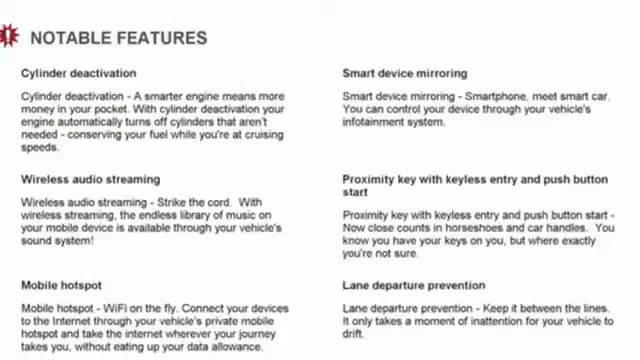 NOTABLE FEATURES
Cylinder deactivation
Cylinder deactivation - A smarter engine means more
money in your pocket. With cylinder deactivation your
engine automatically turns off cylinders that aren't
needed - conserving your fuel while you're at cruising
speeds.
Smart device mirroring
Smart device mirroring - Smartphone, meet smart car.
You can control your device through your vehicle's
infotainment system.
Wireless audio streaming
Wireless audio streaming - Strike the cord. With
wireless streaming, the endless library of music on
your mobile device is available through your vehicle's
sound system!
Proximity key with keyless entry and push button
start
Proximity key with keyless entry and push button start -
Now close counts in horseshoes and car handles. You
know you have your keys on you, but where exactly
you're not sure.
Mobile hotspot
Mobile hotspot - WiFi on the fly. Connect your devices
to the Internet through your vehicle's private mobile
hotspot and take the internet wherever your journey
takes you, without eating up your data allowance.
Lane departure prevention
Lane departure prevention - Keep it between the lines.
It only takes a moment of inattention for your vehicle to
drift.